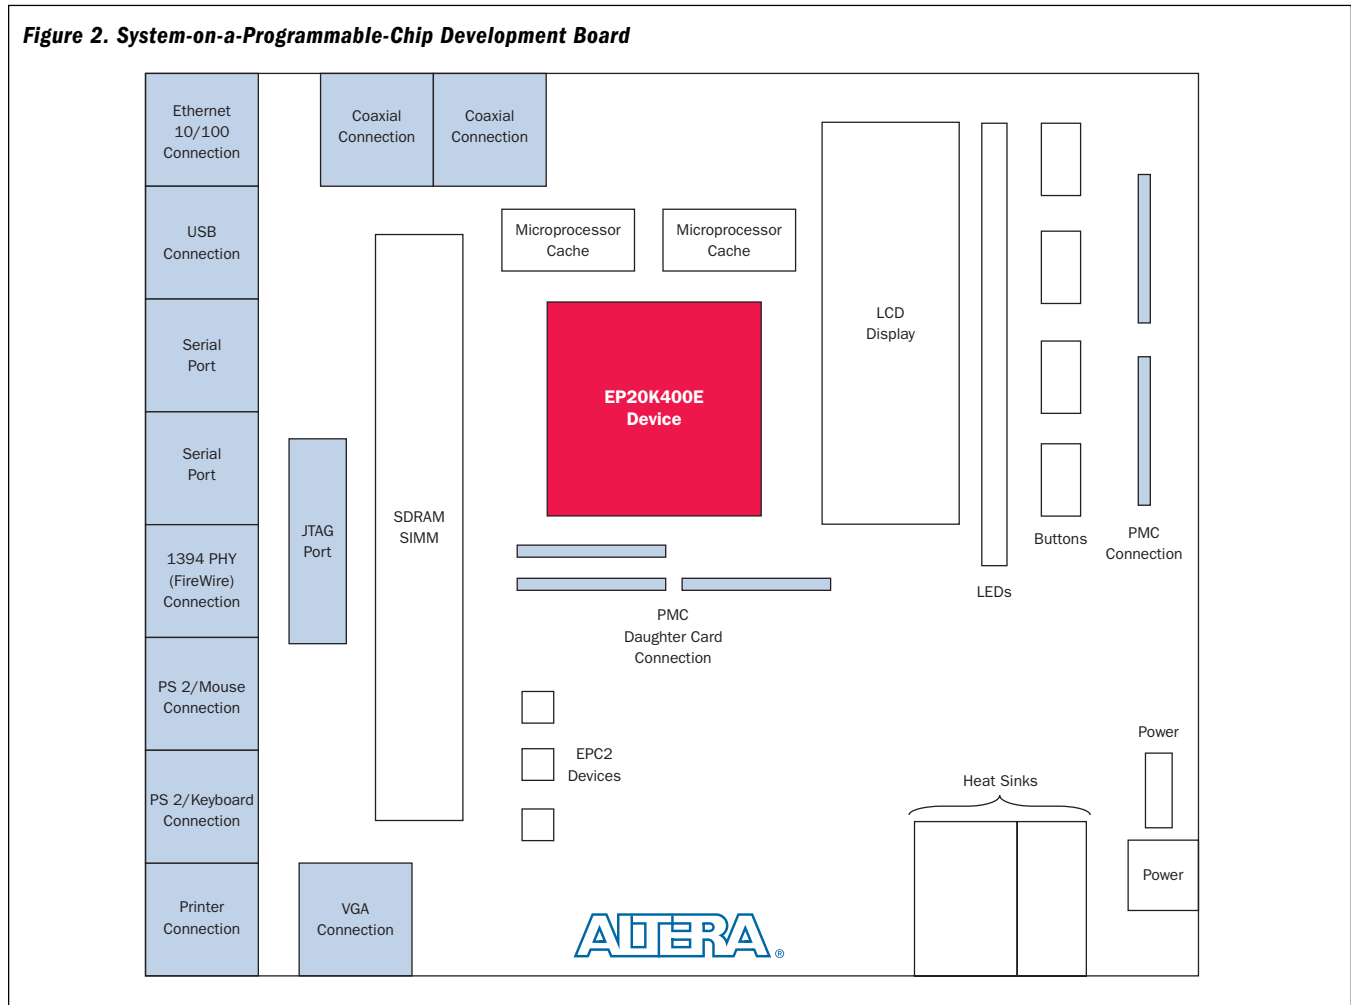 Figure 2. System-on-a-Programmable-Chip Development Board
Ethernet
10/100
Connection
Coaxial
Connection
Coaxial
Connection
USB
Connection
Microprocessor
Cache
Microprocessor
Cache
Serial
Port
LCD
Display
EP20K400E
Device
Serial
Port
JTAG
Port
SDRAM
SIMM
Buttons
PMC
Connection
1394 PHY
(FireWire)
Connection
LEDs
PMC
Daughter Card
Connection
PS 2/Mouse
Connection
EPC2
Devices
Power
Heat Sinks
PS 2/Keyboard
Connection
Power
Printer
Connection
VGA
Connection
ALTERA®